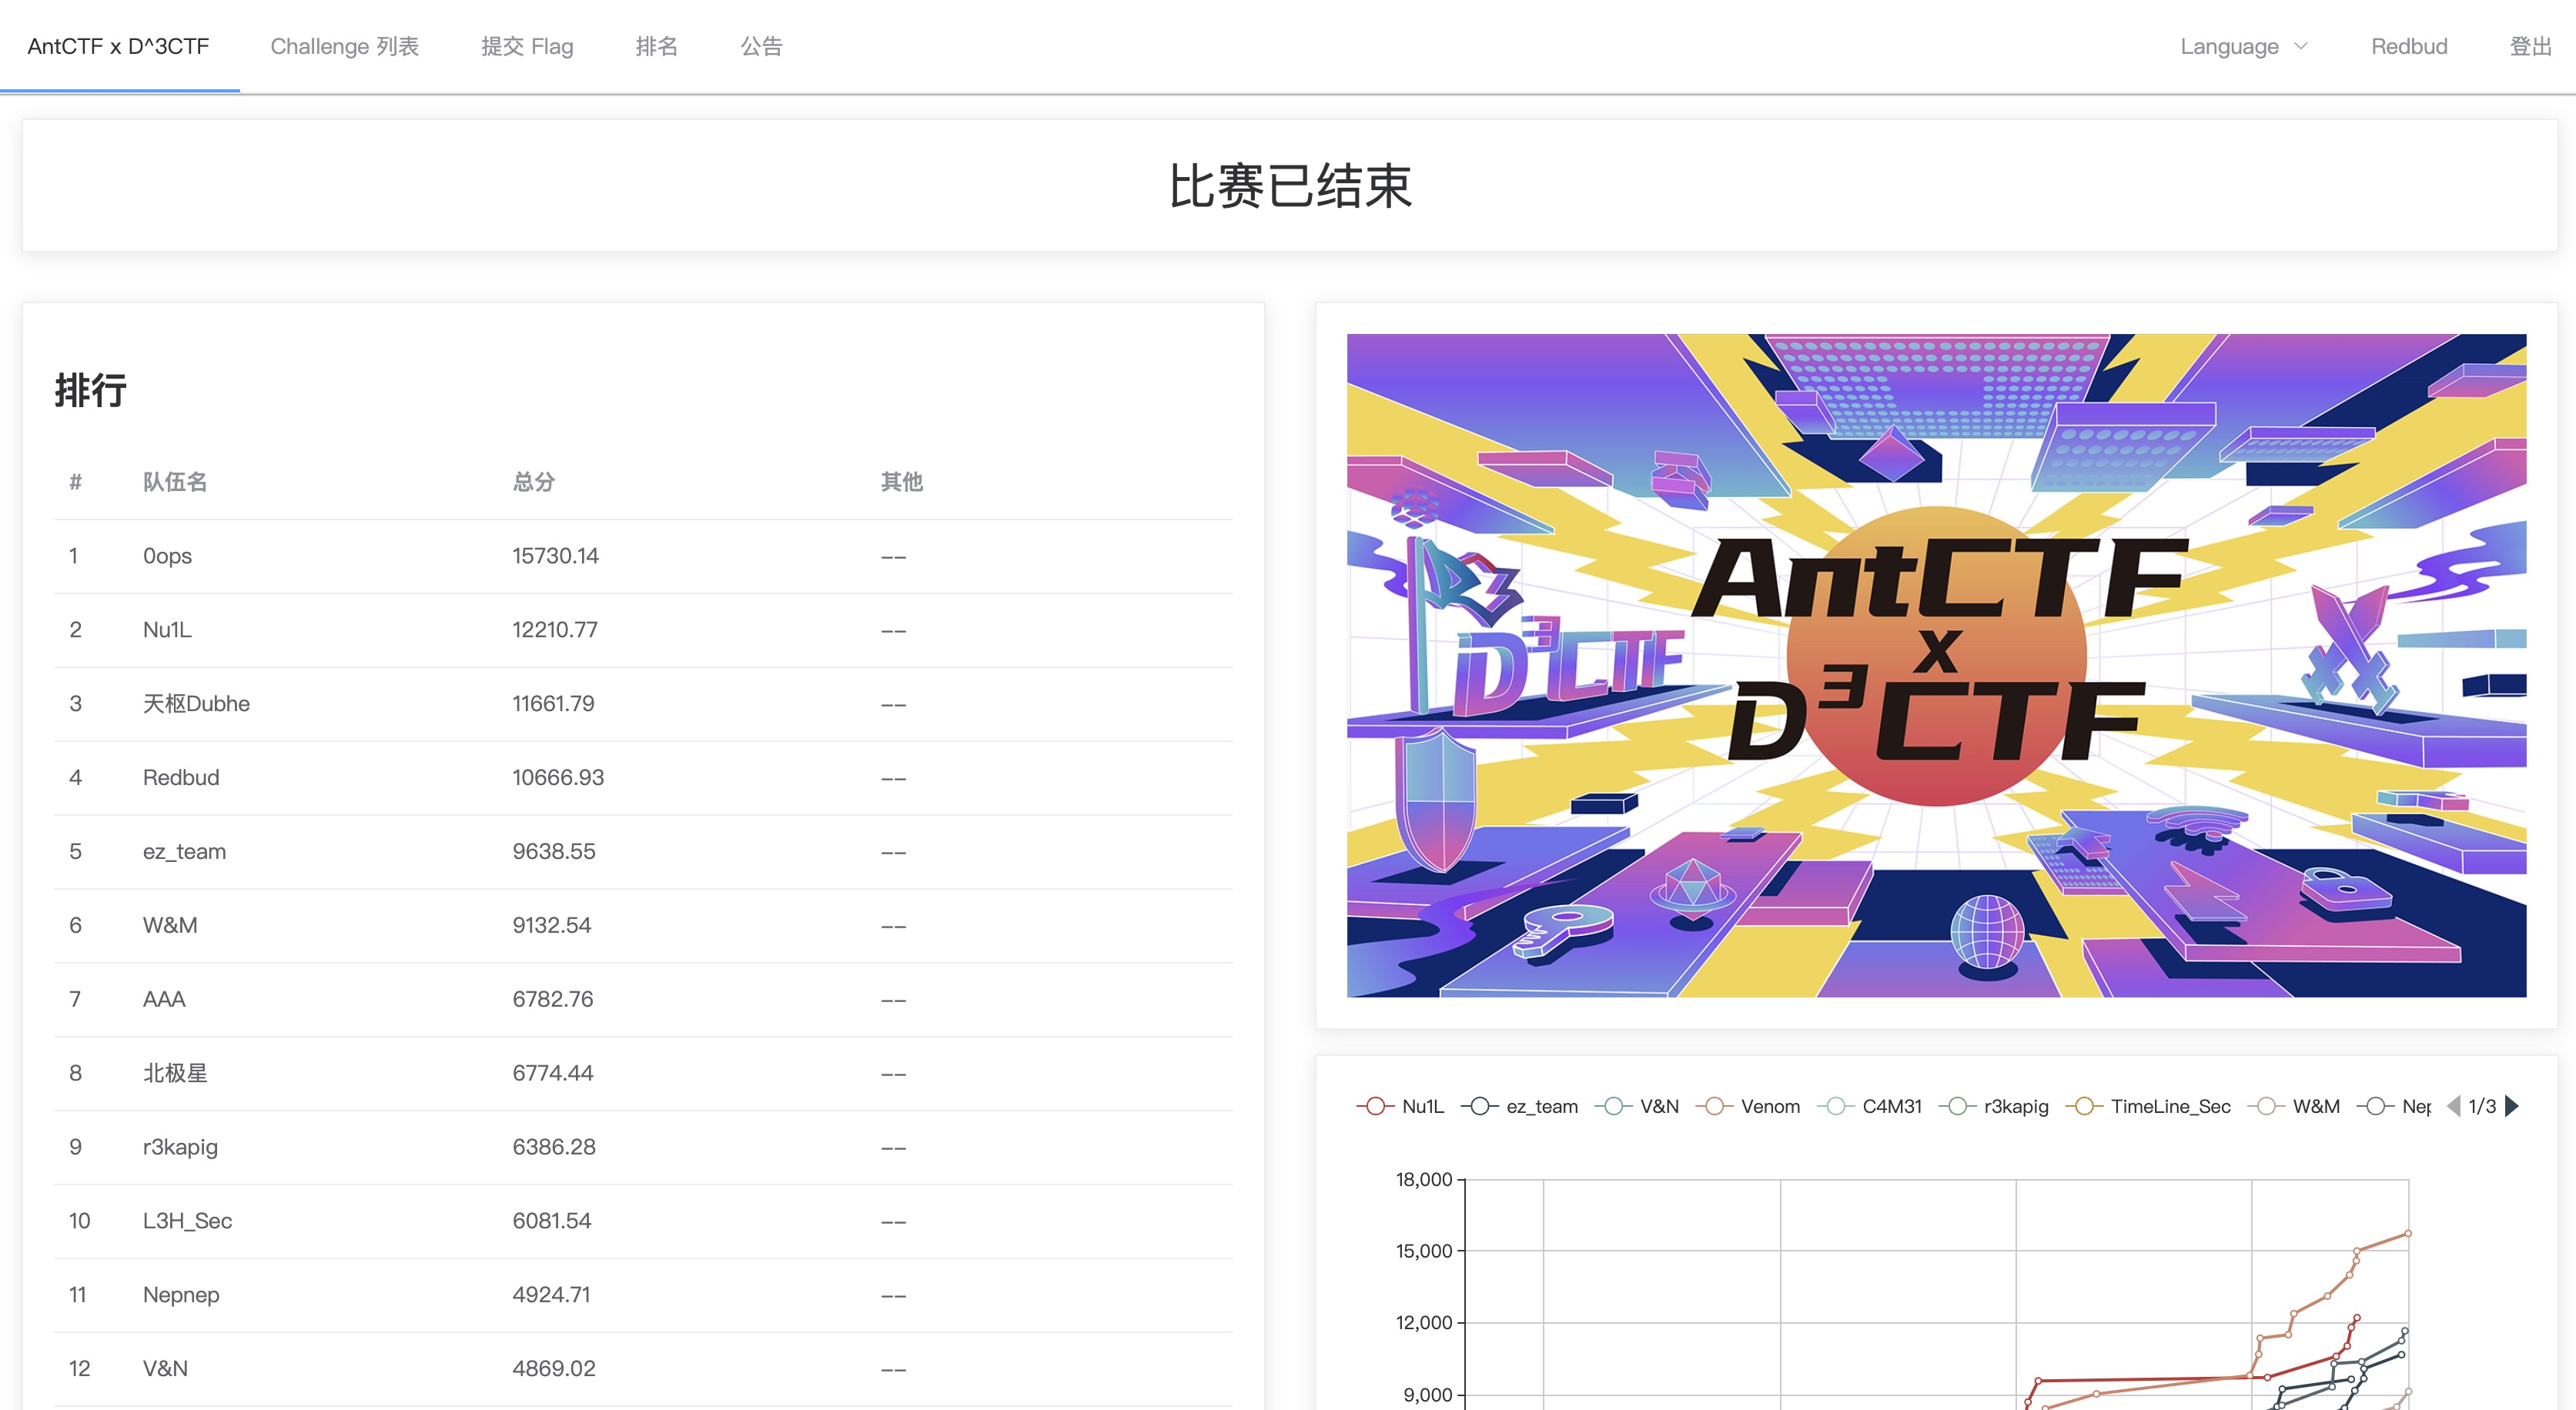 AntCTF x D^3CTF Challenge 列表 提交 Flag 排名 公告 Language Redbud 登出
比赛已结束
排行
# 队伍名 总分 其他
1 0ops 15730.14 --
2 Nu1L 12210.77 --
3 天枢Dubhe 11661.79 --
4 Redbud 10666.93 --
5 ez_team 9638.55 --
6 W&M 9132.54 --
7 AAA 6782.76 --
8 北极星 6774.44 --
9 r3kapig 6386.28 --
10 L3H_Sec 6081.54 --
11 Nepnep 4924.71 --
12 V&N 4869.02 --
AntCTF
x
D³CTF
D³CTF
Nu1L ez_team V&N Venom C4M31 r3kapig TimeLine_Sec W&M Nep 1/3
18,000
15,000
12,000
9,000